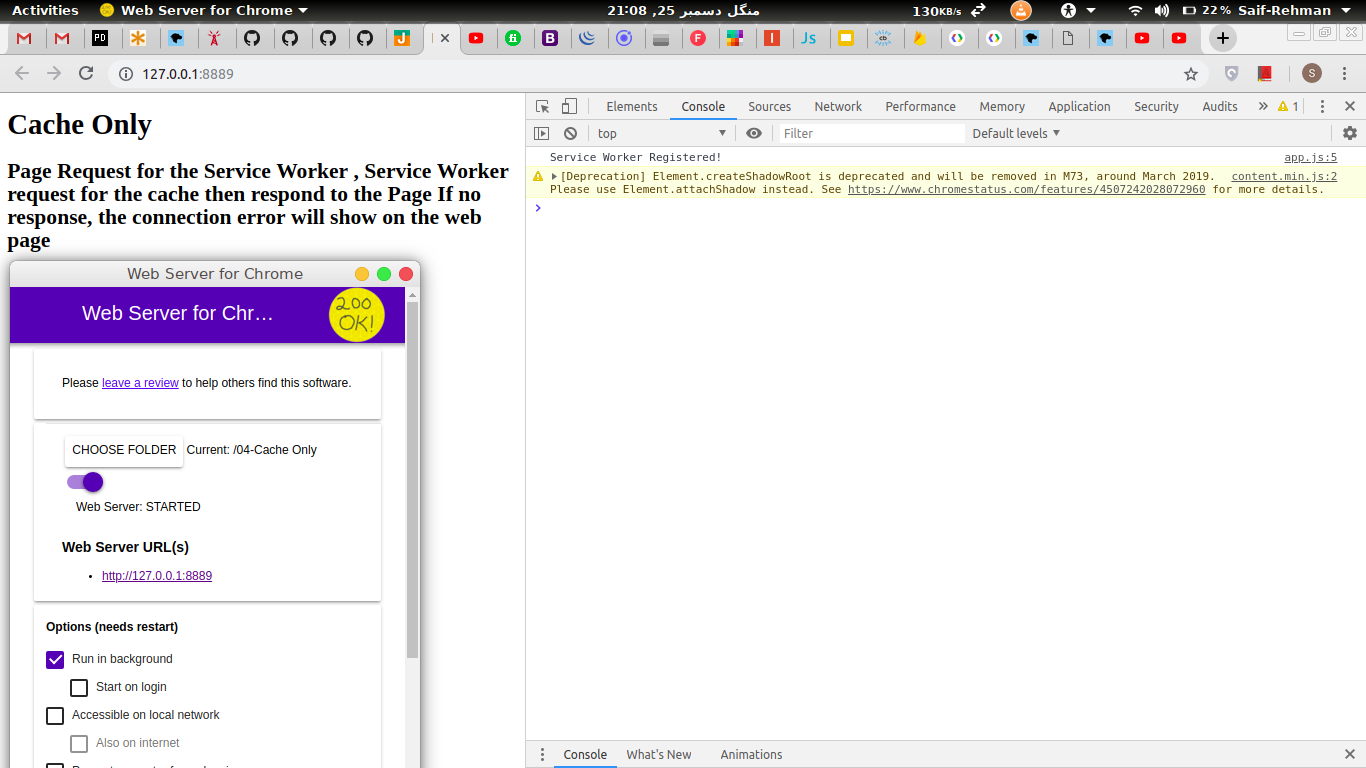 Activities Web Server for Chrome 21:08 ,25 منگل دسمبر 130KB/s 22 % Saif-Rehman
127.0.0.1:8889 S
Cache Only
Page Request for the Service Worker , Service Worker
request for the cache then respond to the Page If no
response, the connection error will show on the web
page
Web Server for Chrome
Web Server for Chr…
200
OK!
Please leave a review to help others find this software.
CHOOSE FOLDER Current: /04-Cache Only
Web Server: STARTED
Web Server URL(s)
• http://127.0.0.1:8889
Options (needs restart)
Run in background
Start on login
Accessible on local network
Also on internet
Elements Console Sources Network Performance Memory Application Security Audits » 1
top Filter Default levels
Service Worker Registered! app.js:5
[Deprecation] Element.createShadowRoot is deprecated and will be removed in M73, around March 2019. content.min.js:2
Please use Element.attachShadow instead. See https://www.chromestatus.com/features/4507242028072960 for more details.
Console What's New Animations